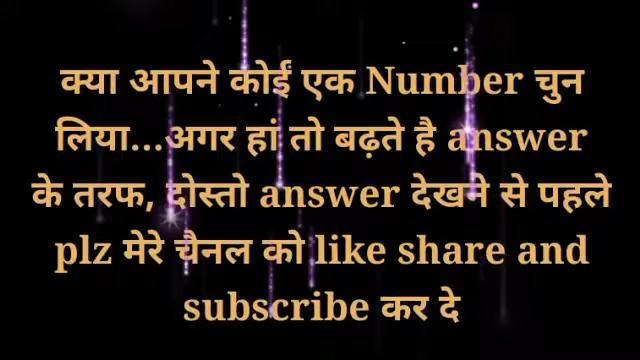 क्या आपने कोई एक Number चुन
लिया...अगर हां तो बढ़ते है answer
के तरफ, दोस्तो answer देखने से पहले
plz मेरे चैनल को like share and
subscribe कर दे